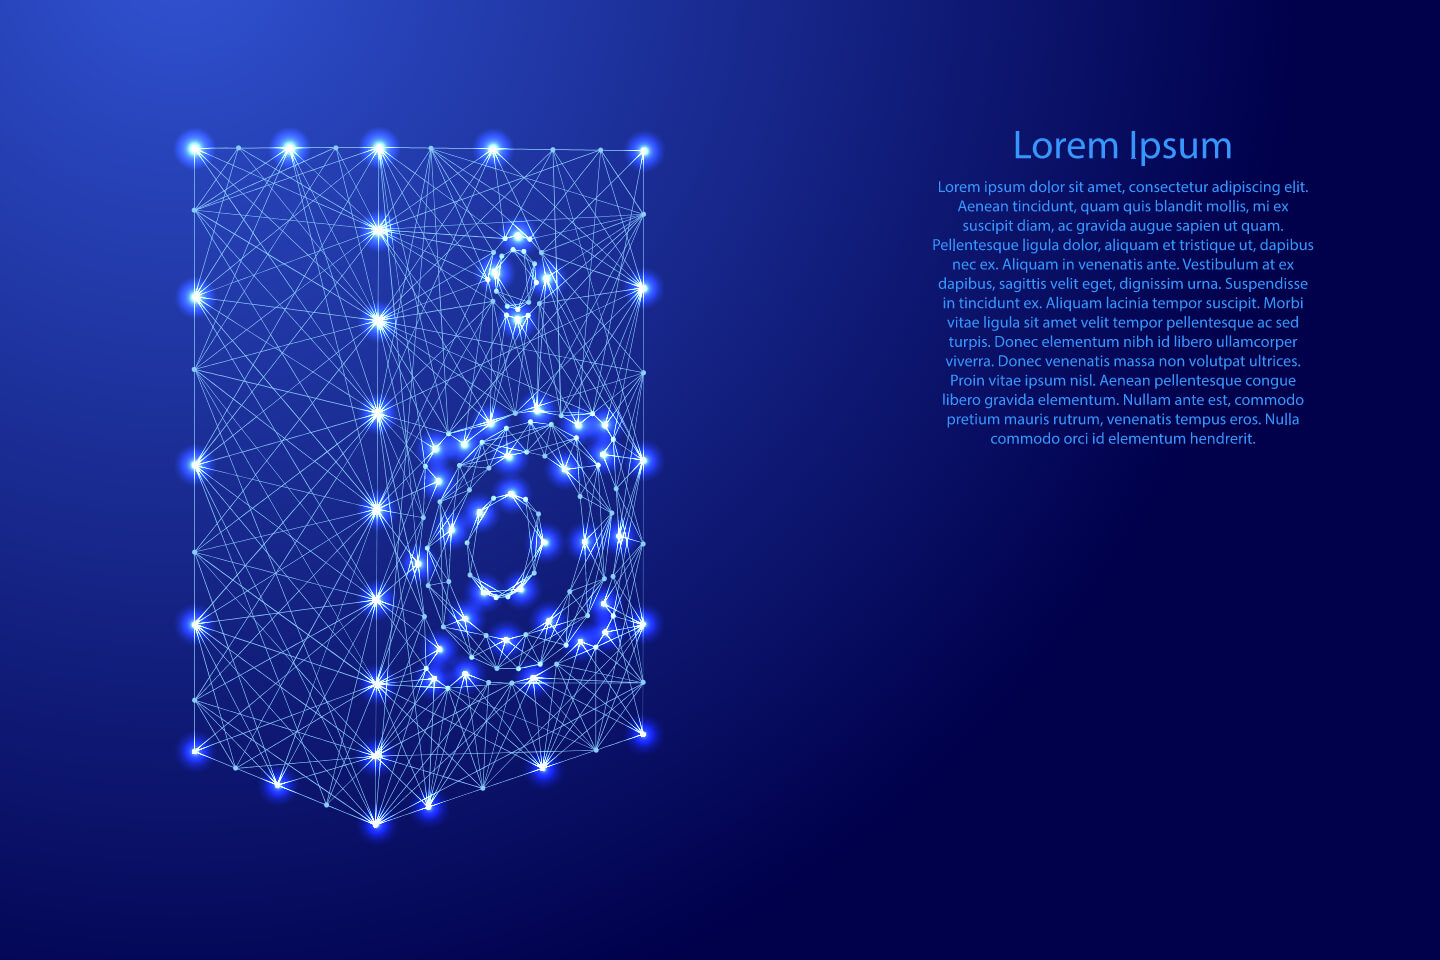 Lorem Ipsum
Lorem ipsum dolor sit amet, consectetur adipiscing elit.
Aenean tincidunt, quam quis blandit mollis, mi ex
suscipit diam, ac gravida augue sapien ut quam.
Pellentesque ligula dolor, aliquam et tristique ut, dapibus
nec ex. Aliquam in venenatis ante. Vestibulum at ex
dapibus, sagittis velit eget, dignissim urna. Suspendisse
in tincidunt ex. Aliquam lacinia tempor suscipit. Morbi
vitae ligula sit amet velit tempor pellentesque ac sed
turpis. Donec elementum nibh id libero ullamcorper
viverra. Donec venenatis massa non volutpat ultrices.
Proin vitae ipsum nisl. Aenean pellentesque congue
libero gravida elementum. Nullam ante est, commodo
pretium mauris rutrum, venenatis tempus eros. Nulla
commodo orci id elementum hendrerit.